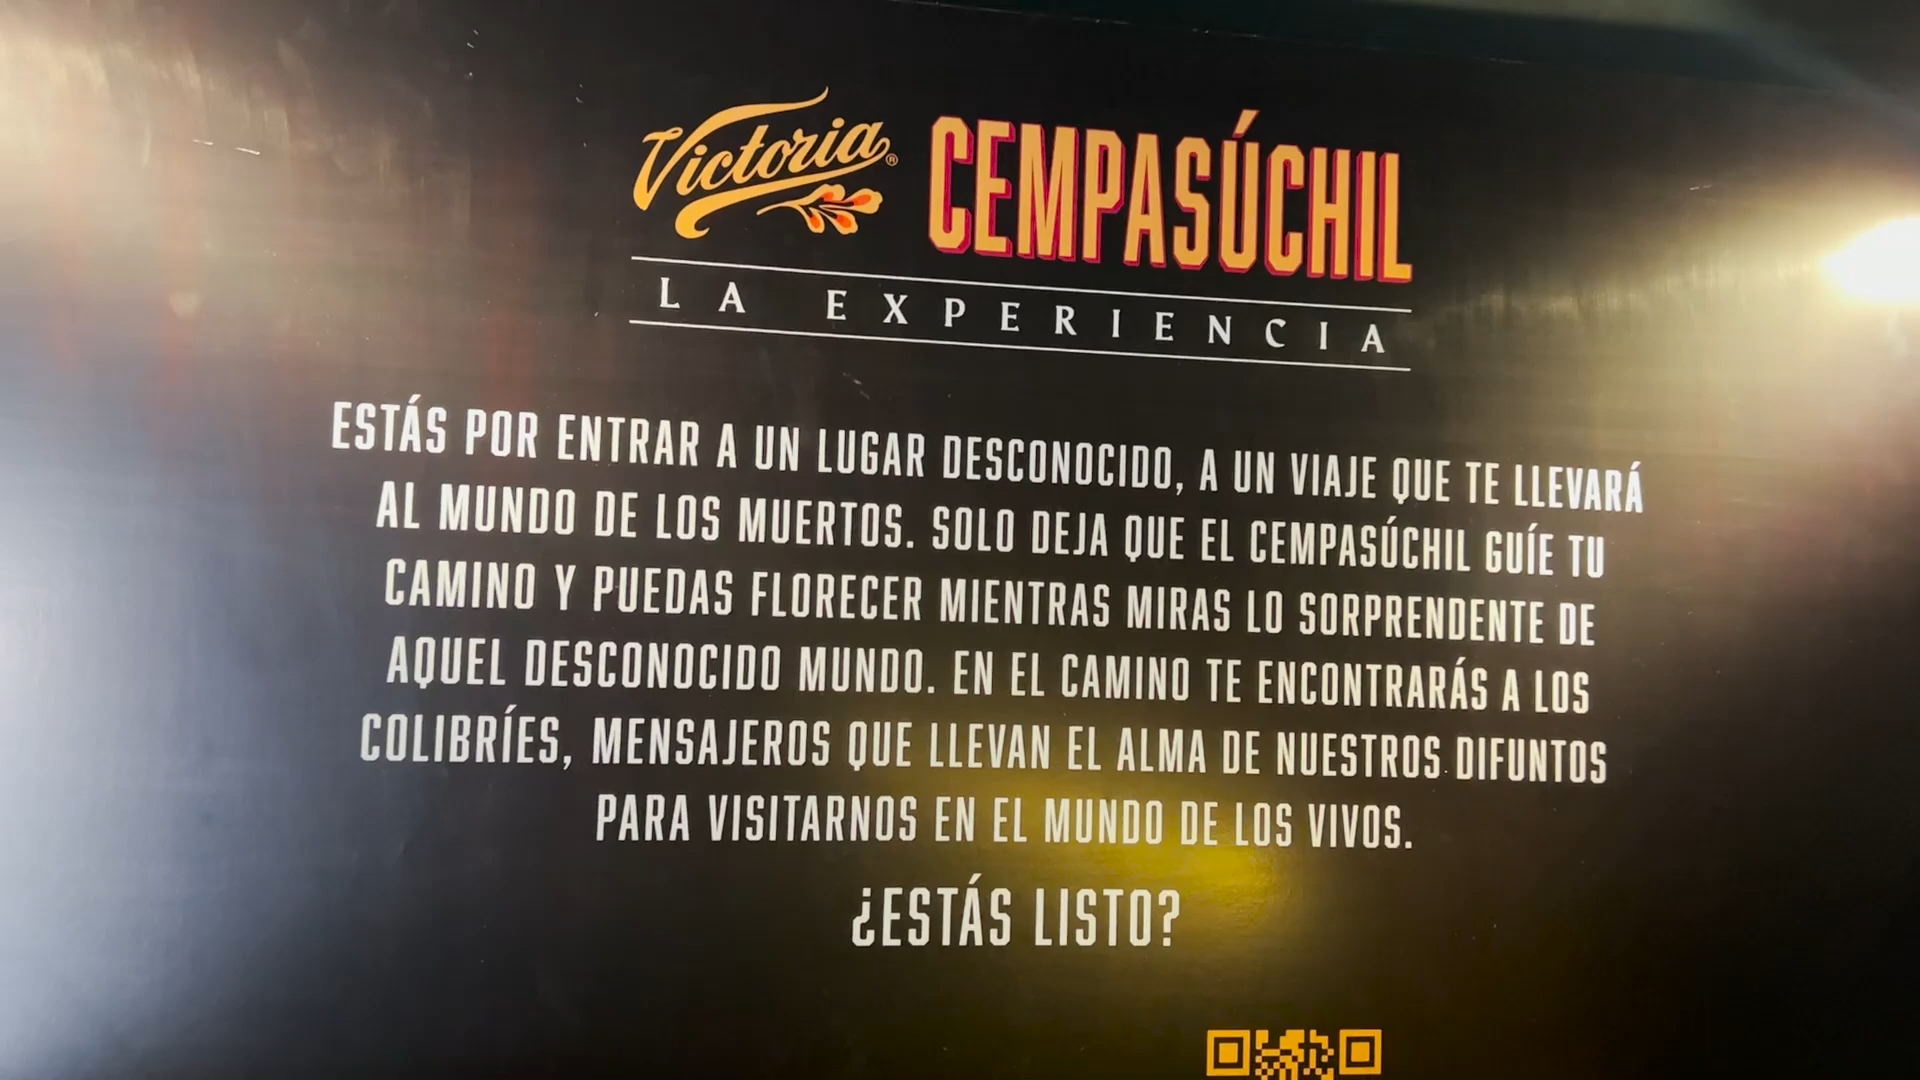 Victoria® CEMPASÚCHIL
LA EXPERIENCIA
ESTÁS POR ENTRAR A UN LUGAR DESCONOCIDO, A UN VIAJE QUE TE LLEVARÁ
AL MUNDO DE LOS MUERTOS. SOLO DEJA QUE EL CEMPASÚCHIL GUÍE TU
CAMINO Y PUEDAS FLORECER MIENTRAS MIRAS LO SORPRENDENTE DE
AQUEL DESCONOCIDO MUNDO. EN EL CAMINO TE ENCONTRARÁS A LOS
COLIBRÍES, MENSAJEROS QUE LLEVAN EL ALMA DE NUESTROS DIFUNTOS
PARA VISITARNOS EN EL MUNDO DE LOS VIVOS.
¿ESTÁS LISTO?